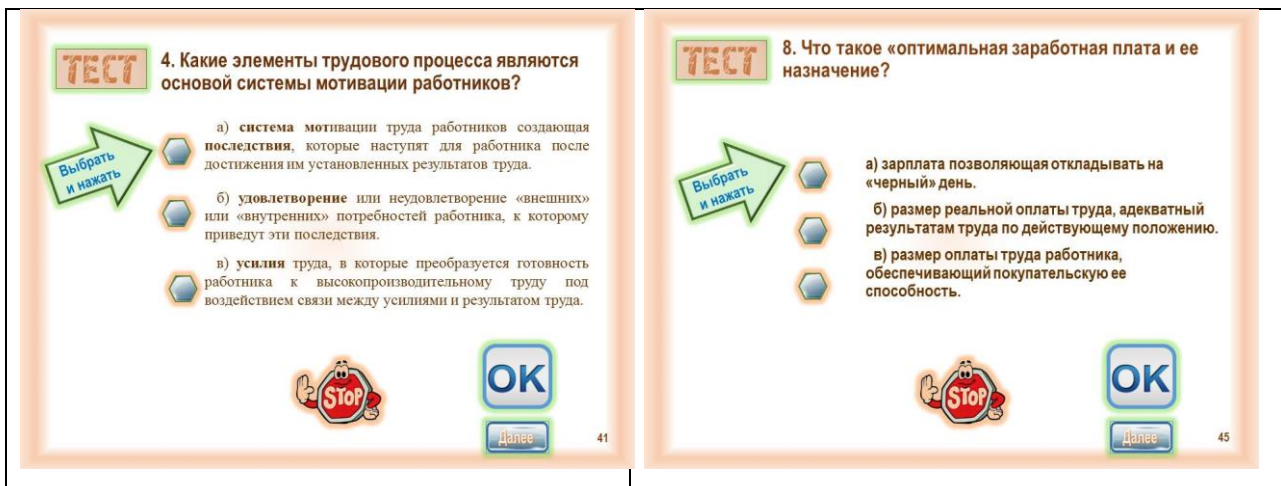 ТЕСТ
4. Какие элементы трудового процесса являются
основой системы мотивации работников?
Выбрать
и нажать
а) система мотивации труда работников создающая
последствия, которые наступят для работника после
достижения им установленных результатов труда.
б) удовлетворение или неудовлетворение «внешних»
или «внутренних» потребностей работника, к которому
приведут эти последствия.
в) усилия труда, в которые преобразуется готовность
работника к высокопроизводительному труду под
воздействием связи между усилиями и результатом труда.
STOP
OK
Далее
41
ТЕСТ
8. Что такое «оптимальная заработная плата и ее
назначение?
Выбрать
и нажать
а) зарплата позволяющая откладывать на
«черный» день.
б) размер реальной оплаты труда, адекватный
результатам труда по действующему положению.
в) размер оплаты труда работника,
обеспечивающий покупательскую ее
способность.
STOP
OK
Далее
45